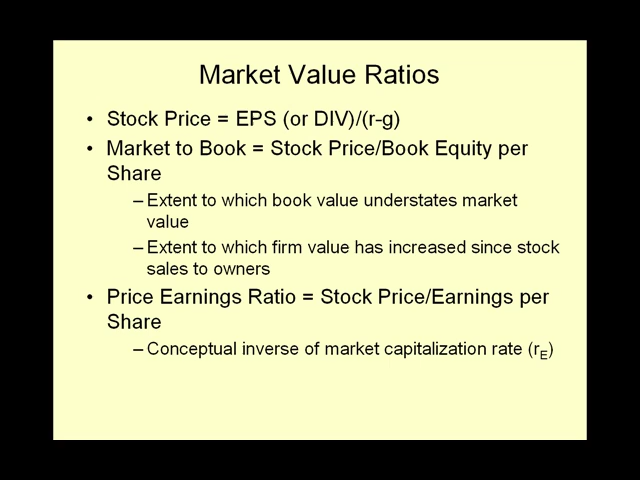 Market Value Ratios
• Stock Price = EPS (or DIV)/(r-g)
• Market to Book = Stock Price/Book Equity per
Share
– Extent to which book value understates market
value
– Extent to which firm value has increased since stock
sales to owners
• Price Earnings Ratio = Stock Price/Earnings per
Share
– Conceptual inverse of market capitalization rate (rE)